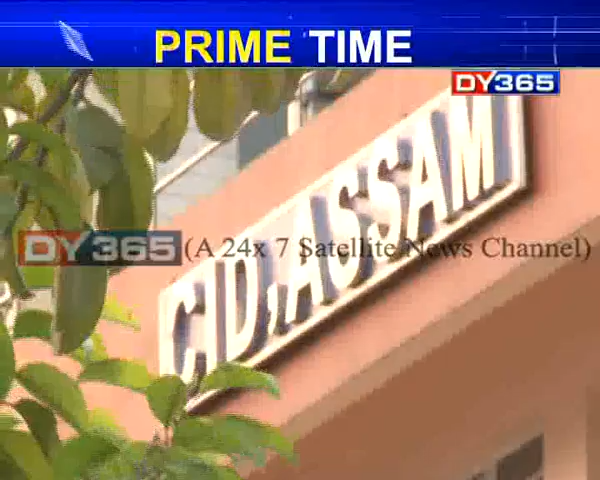 PRIME TIME
DY365
CID, ASSAM
DY365 (A 24x 7 Satellite News Channel)